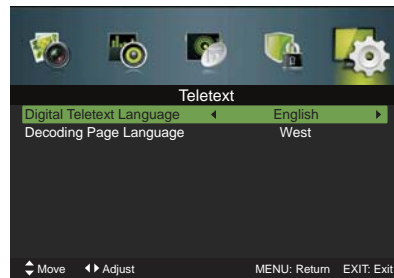 Teletext
Digital Teletext Language English
Decoding Page Language West
Move Adjust MENU: Return EXIT: Exit